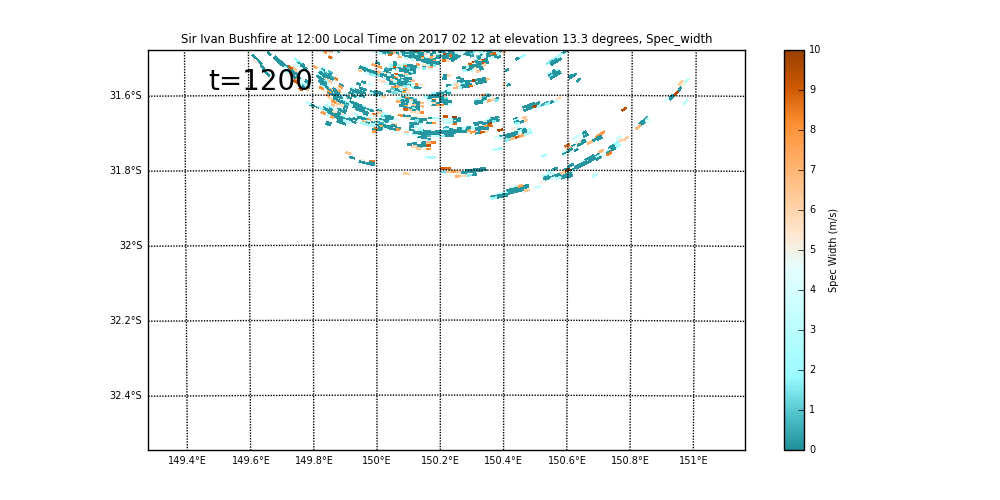 Sir Ivan Bushfire at 12:00 Local Time on 2017 02 12 at elevation 13.3 degrees, Spec_width
t=1200
31.6°S
31.8°S
32°S
32.2°S
32.4°S
149.4°E 149.6°E 149.8°E 150°E 150.2°E 150.4°E 150.6°E 150.8°E 151°E
10
9
8
7
6
5
4
3
2
1
0
Spec Width (m/s)